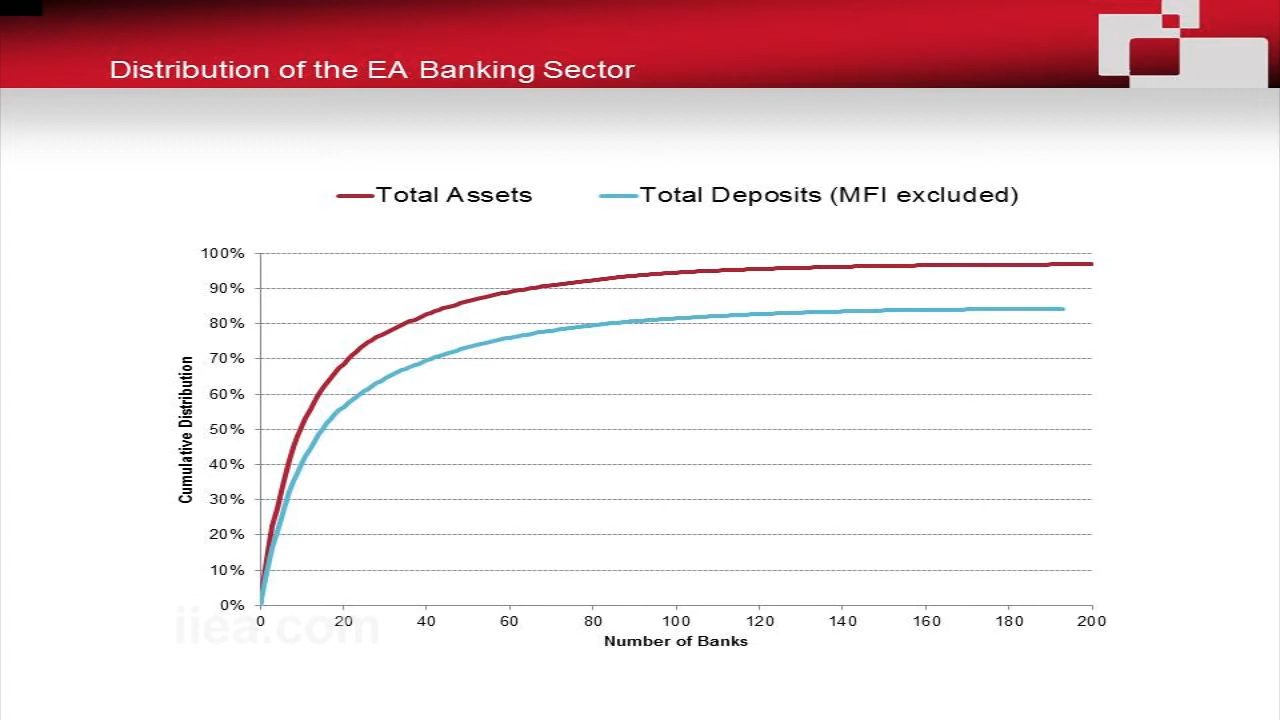 Distribution of the EA Banking Sector
Total Assets
Total Deposits (MFI excluded)
100%
90%
80%
70%
60%
50%
40%
30%
20%
10%
0%
Cumulative Distribution
0 20 40 60 80 100 120 140 160 180 200
Number of Banks
iiea.com